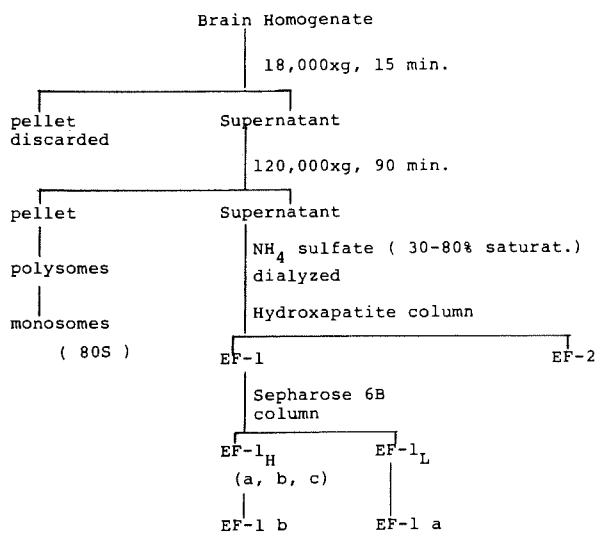 Brain Homogenate
18,000xg, 15 min.
pellet discarded
Supernatant
120,000xg, 90 min.
pellet
Supernatant
polysomes
NH4 sulfate ( 30-80% saturat.)
dialyzed
monosomes
( 80S )
Hydroxapatite column
EF-1
EF-2
Sepharose 6B
column
EF-1H
EF-1L
(a, b, c)
EF-1 b
EF-1 a